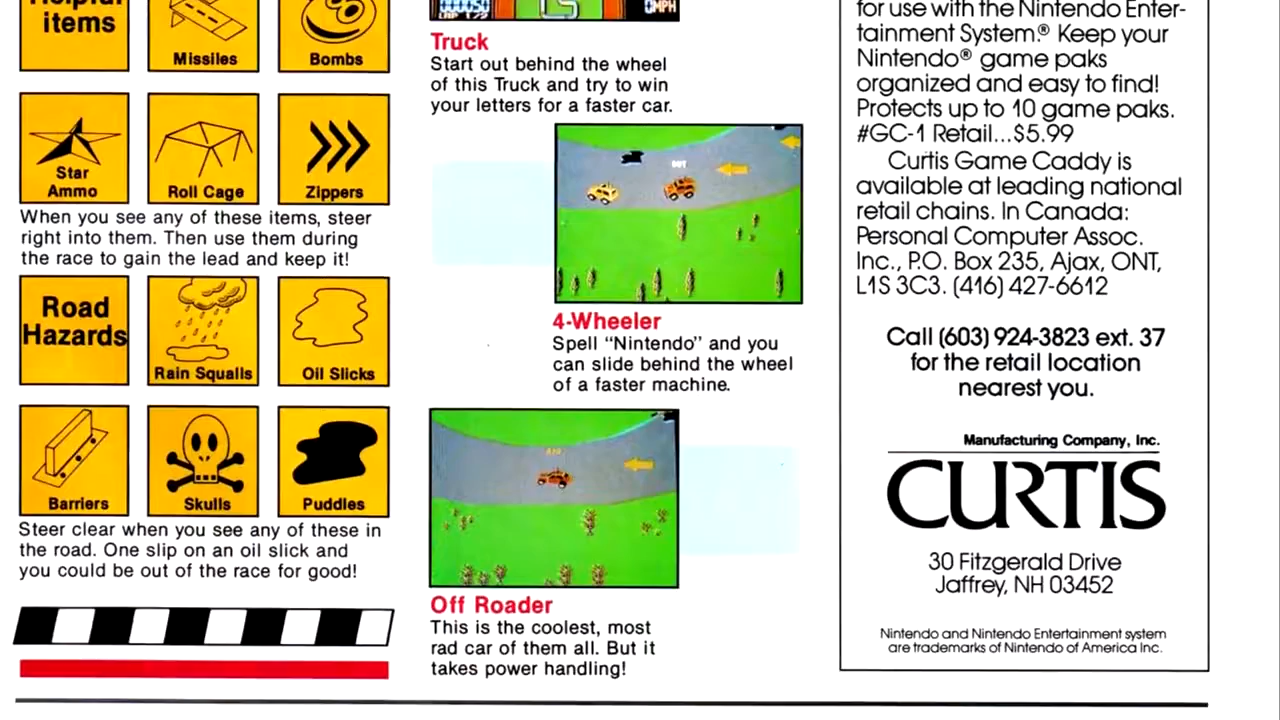 Helpful
items
Missiles
Bombs
Star
Ammo
Roll Cage
Zippers
When you see any of these items, steer
right into them. Then use them during
the race to gain the lead and keep it!
Road
Hazards
Rain Squalls
Oil Slicks
Barriers
Skulls
Puddles
Steer clear when you see any of these in
the road. One slip on an oil slick and
you could be out of the race for good!
0MPH
Truck
Start out behind the wheel
of this Truck and try to win
your letters for a faster car.
OUT
4-Wheeler
Spell “Nintendo” and you
can slide behind the wheel
of a faster machine.
Off Roader
This is the coolest, most
rad car of them all. But it
takes power handling!
for use with the Nintendo Enter-
tainment System.® Keep your
Nintendo® game paks
organized and easy to find!
Protects up to 10 game paks.
#GC-1 Retail...$5.99
Curtis Game Caddy is
available at leading national
retail chains. In Canada:
Personal Computer Assoc.
Inc., P.O. Box 235, Ajax, ONT,
L1S 3C3. (416) 427-6612
Call (603) 924-3823 ext. 37
for the retail location
nearest you.
Manufacturing Company, Inc.
CURTIS
30 Fitzgerald Drive
Jaffrey, NH 03452
Nintendo and Nintendo Entertainment system
are trademarks of Nintendo of America Inc.